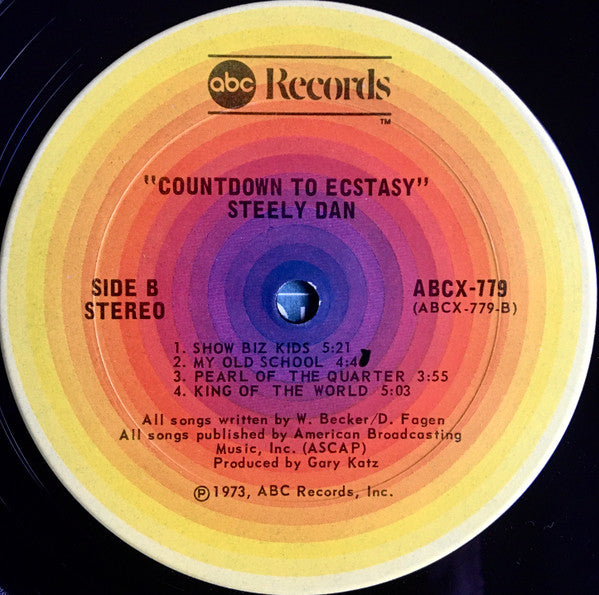 abc Records
TM
"COUNTDOWN TO ECSTASY"
STEELY DAN
SIDE B
STEREO
ABCX-779
(ABCX-779-B)
1. SHOW BIZ KIDS 5:21
2. MY OLD SCHOOL
3. PEARL OF THE QUARTER 3:55
4. KING OF THE WORLD 5:03
All songs written by W. Becker/D. Fagen
All songs published by American Broadcasting
Music, Inc. (ASCAP)
Produced by Gary Katz
Ⓟ1973, ABC Records, Inc.